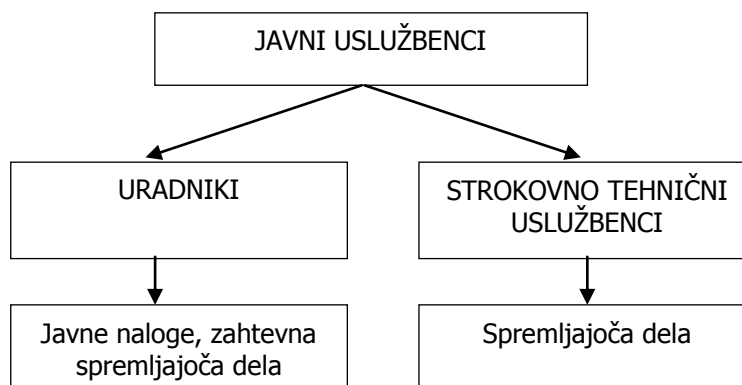 JAVNI USLUŽBENCI
URADNIKI
STROKOVNO TEHNIČNI
USLUŽBENCI
Javne naloge, zahtevna
spremljajoča dela
Spremljajoča dela